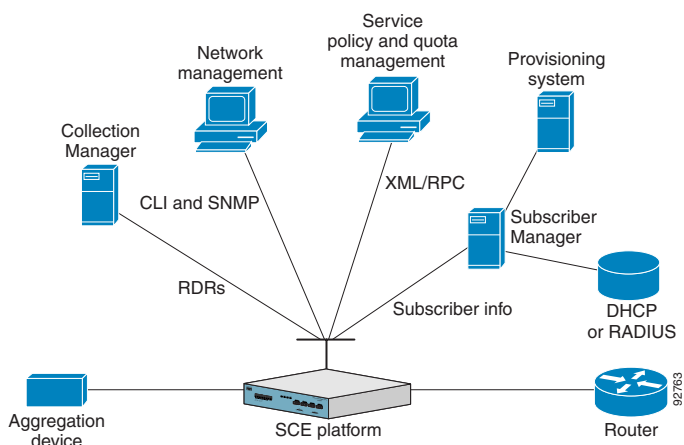 Service
policy and quota
management
Network
management
Provisioning
system
Collection
Manager
XML/RPC
CLI and SNMP
Subscriber
Manager
RDRs
Subscriber info
DHCP
or RADIUS
92763
Aggregation
device
SCE platform
Router